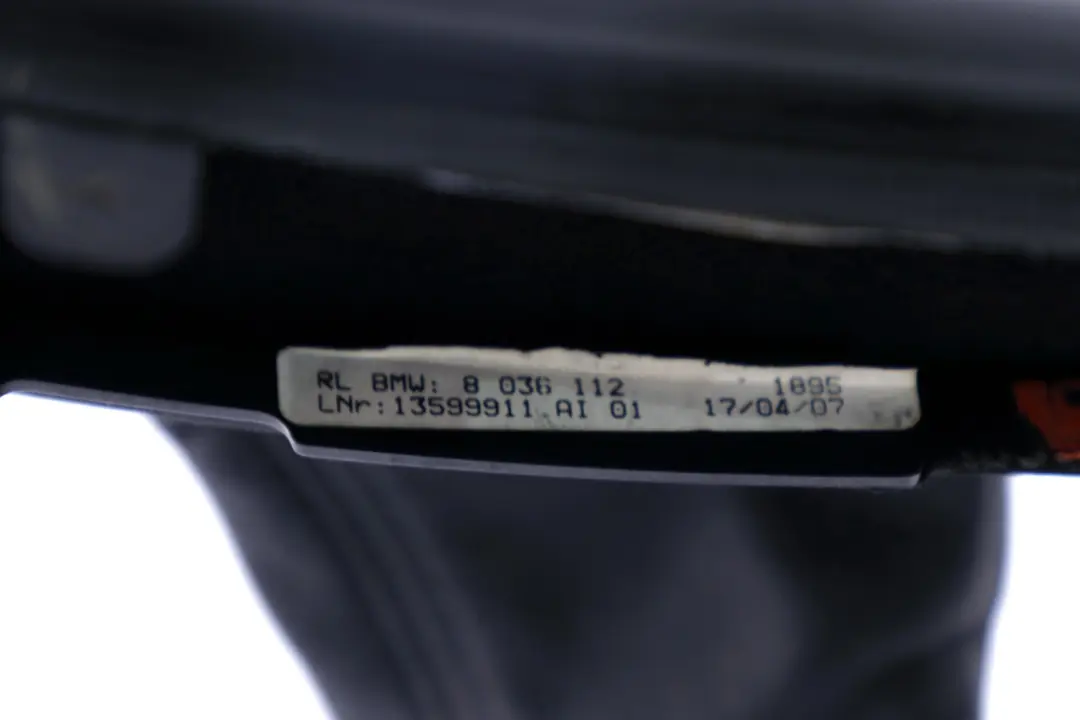 RL BMW: 8 036 112 1895
LNr:13599911 AI 01 17/04/07